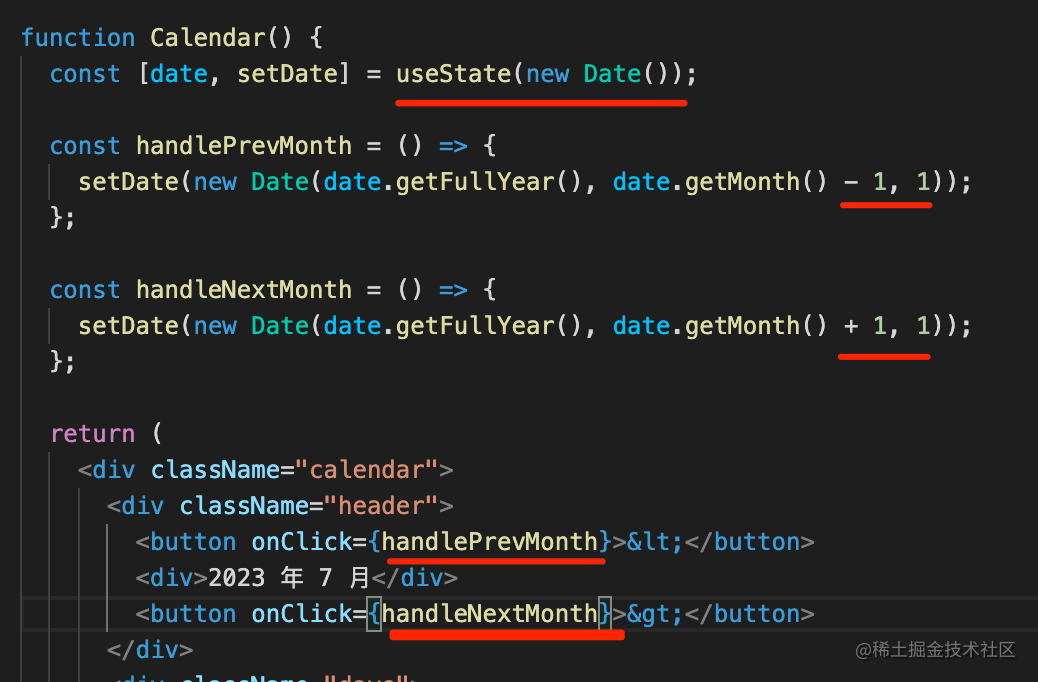 function Calendar() {
  const [date, setDate] = useState(new Date());
  const handlePrevMonth = () => {
    setDate(new Date(date.getFullYear(), date.getMonth() - 1, 1));
  };
  const handleNextMonth = () => {
    setDate(new Date(date.getFullYear(), date.getMonth() + 1, 1));
  };
  return (
    <div className="calendar">
      <div className="header">
        <button onClick={handlePrevMonth}>&lt;</button>
        <div>2023 年 7 月</div>
        <button onClick={handleNextMonth}>&gt;</button>
      </div>
      <div className="days">
@稀土掘金技术社区